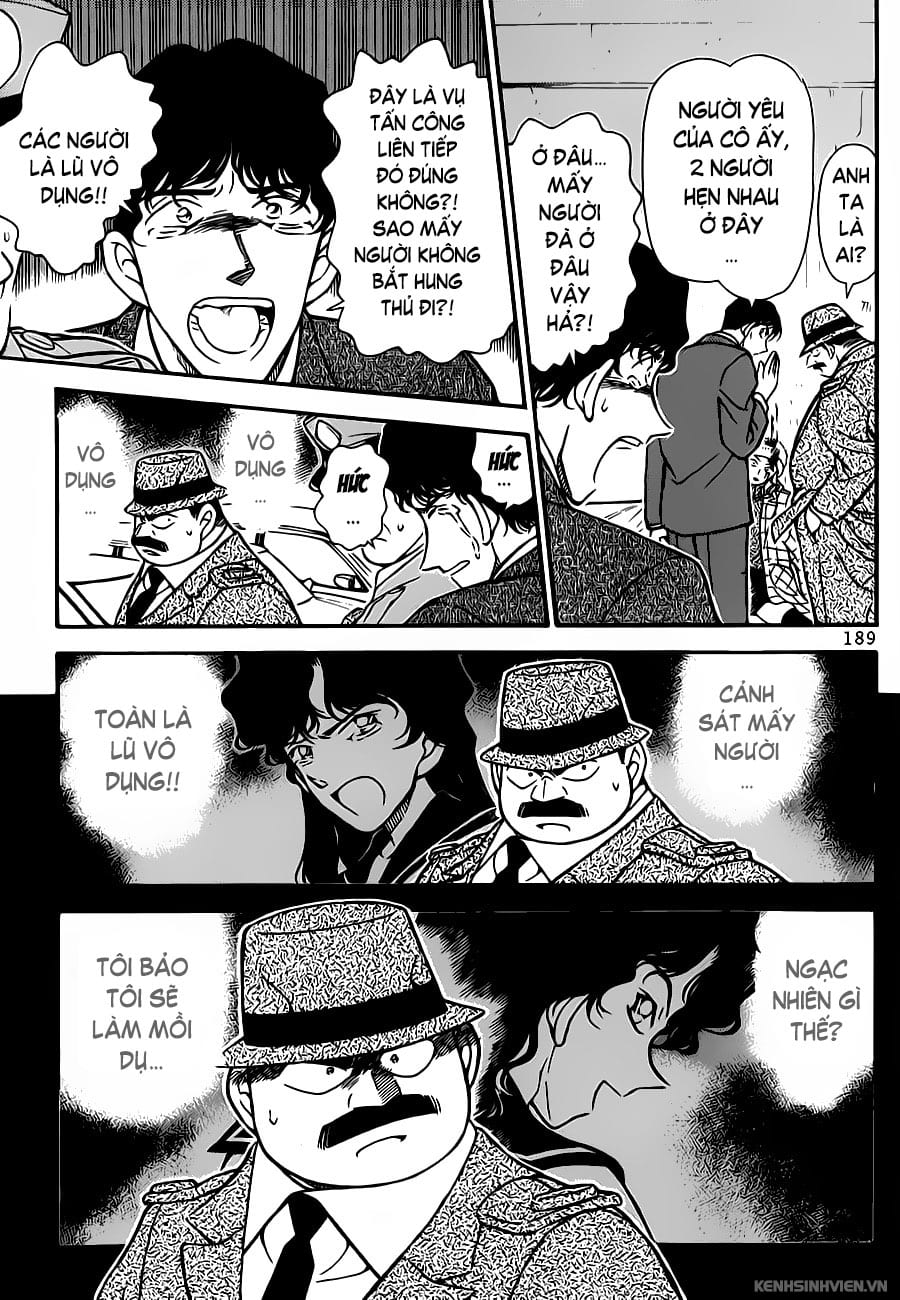 ANH
TA
LÀ
AI?
NGƯỜI YÊU
CỦA CÔ ẤY,
2 NGƯỜI
HẸN NHAU
Ở ĐÂY
...
Ở ĐÂU...
MẤY
NGƯỜI
ĐÀ Ở
ĐÂU
VẬY
HẢ?!
ĐÂY LÀ VỤ
TẤN CÔNG
LIÊN TIẾP
ĐÓ ĐÚNG
KHÔNG?!
SAO MẤY
NGƯỜI KHÔNG
BẮT HUNG
THỦ ĐI?!
CÁC NGƯỜI
LÀ LŨ VÔ
DỤNG!!
HỨC
...
HỨC
...
VÔ
DỤNG
...
VÔ
DỤNG
...
189
CẢNH
SÁT MẤY
NGƯỜI
...
TOÀN LÀ
LŨ VÔ
DỤNG!!
NGẠC
NHIÊN GÌ
THẾ?
TÔI BẢO
TÔI SẼ
LÀM MỒI
DỤ...
KENHSINHVIEN.VN